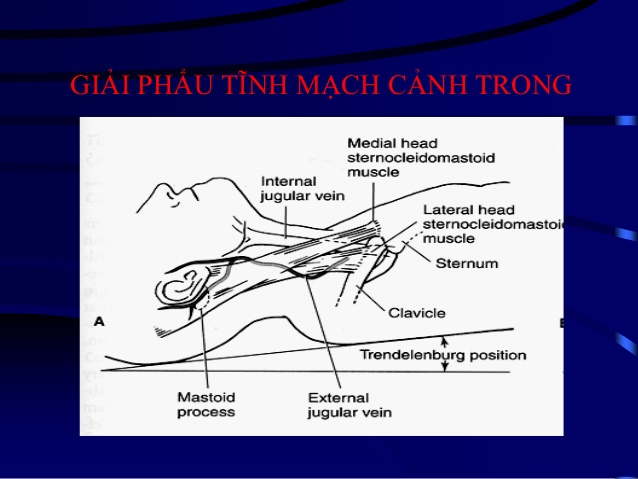 GIẢI PHẪU TĨNH MẠCH CẢNH TRONG
Medial head
sternocleidomastoid
muscle
Internal
jugular vein
Lateral head
sternocleidomastoi
muscle
Sternum
Clavicle
A
Trendelenburg position
Mastoid
process
External
jugular vein